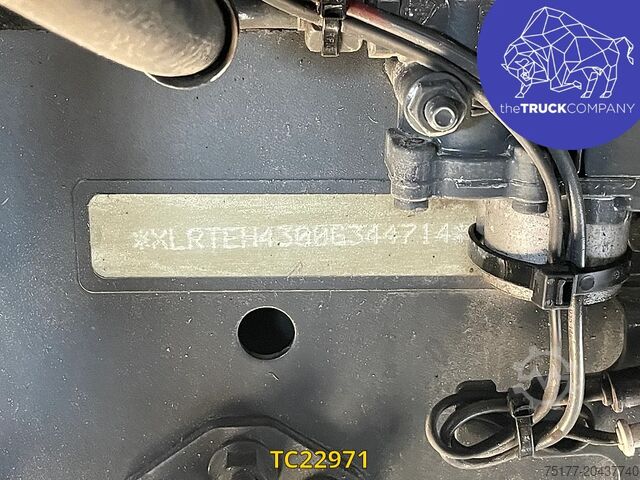 theTRUCKCOMPANY
*XLRTEH4300G344714*
TC22971
75177-20437740